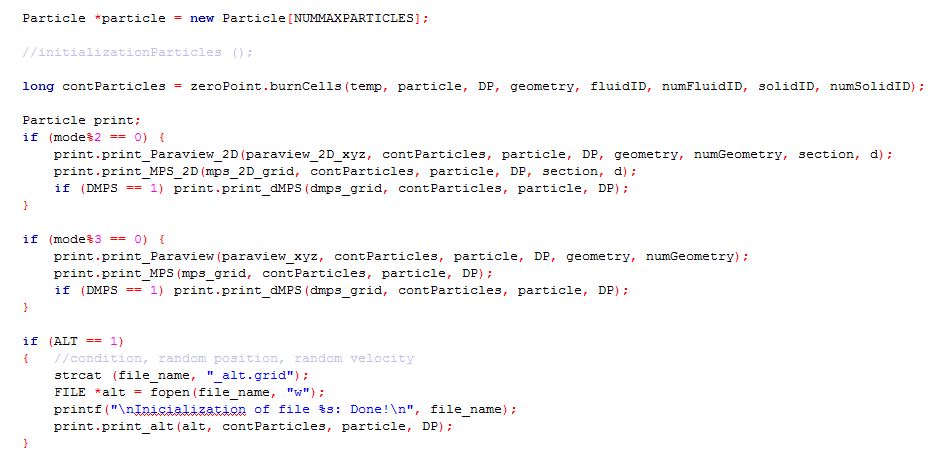 Particle *particle = new Particle[NUMMAXPARTICLES];
//initializationParticles ();
long contParticles = zeroPoint.burnCells(temp, particle, DP, geometry, fluidID, numFluidID, solidID, numSolidID);
Particle print;
if (mode%2 == 0) {
    print.print_Paraview_2D(paraview_2D_xyz, contParticles, particle, DP, geometry, numGeometry, section, d);
    print.print_MPS_2D(mps_2D_grid, contParticles, particle, DP, section, d);
    if (DMPS == 1) print.print_dMPS(dmps_grid, contParticles, particle, DP);
}
if (mode%3 == 0) {
    print.print_Paraview(paraview_xyz, contParticles, particle, DP, geometry, numGeometry);
    print.print_MPS(mps_grid, contParticles, particle, DP);
    if (DMPS == 1) print.print_dMPS(dmps_grid, contParticles, particle, DP);
}
if (ALT == 1)
{   //condition, random position, random velocity
    strcat (file_name, "_alt.grid");
    FILE *alt = fopen(file_name, "w");
    printf("\nInicialization of file %s: Done!\n", file_name);
    print.print_alt(alt, contParticles, particle, DP);
}